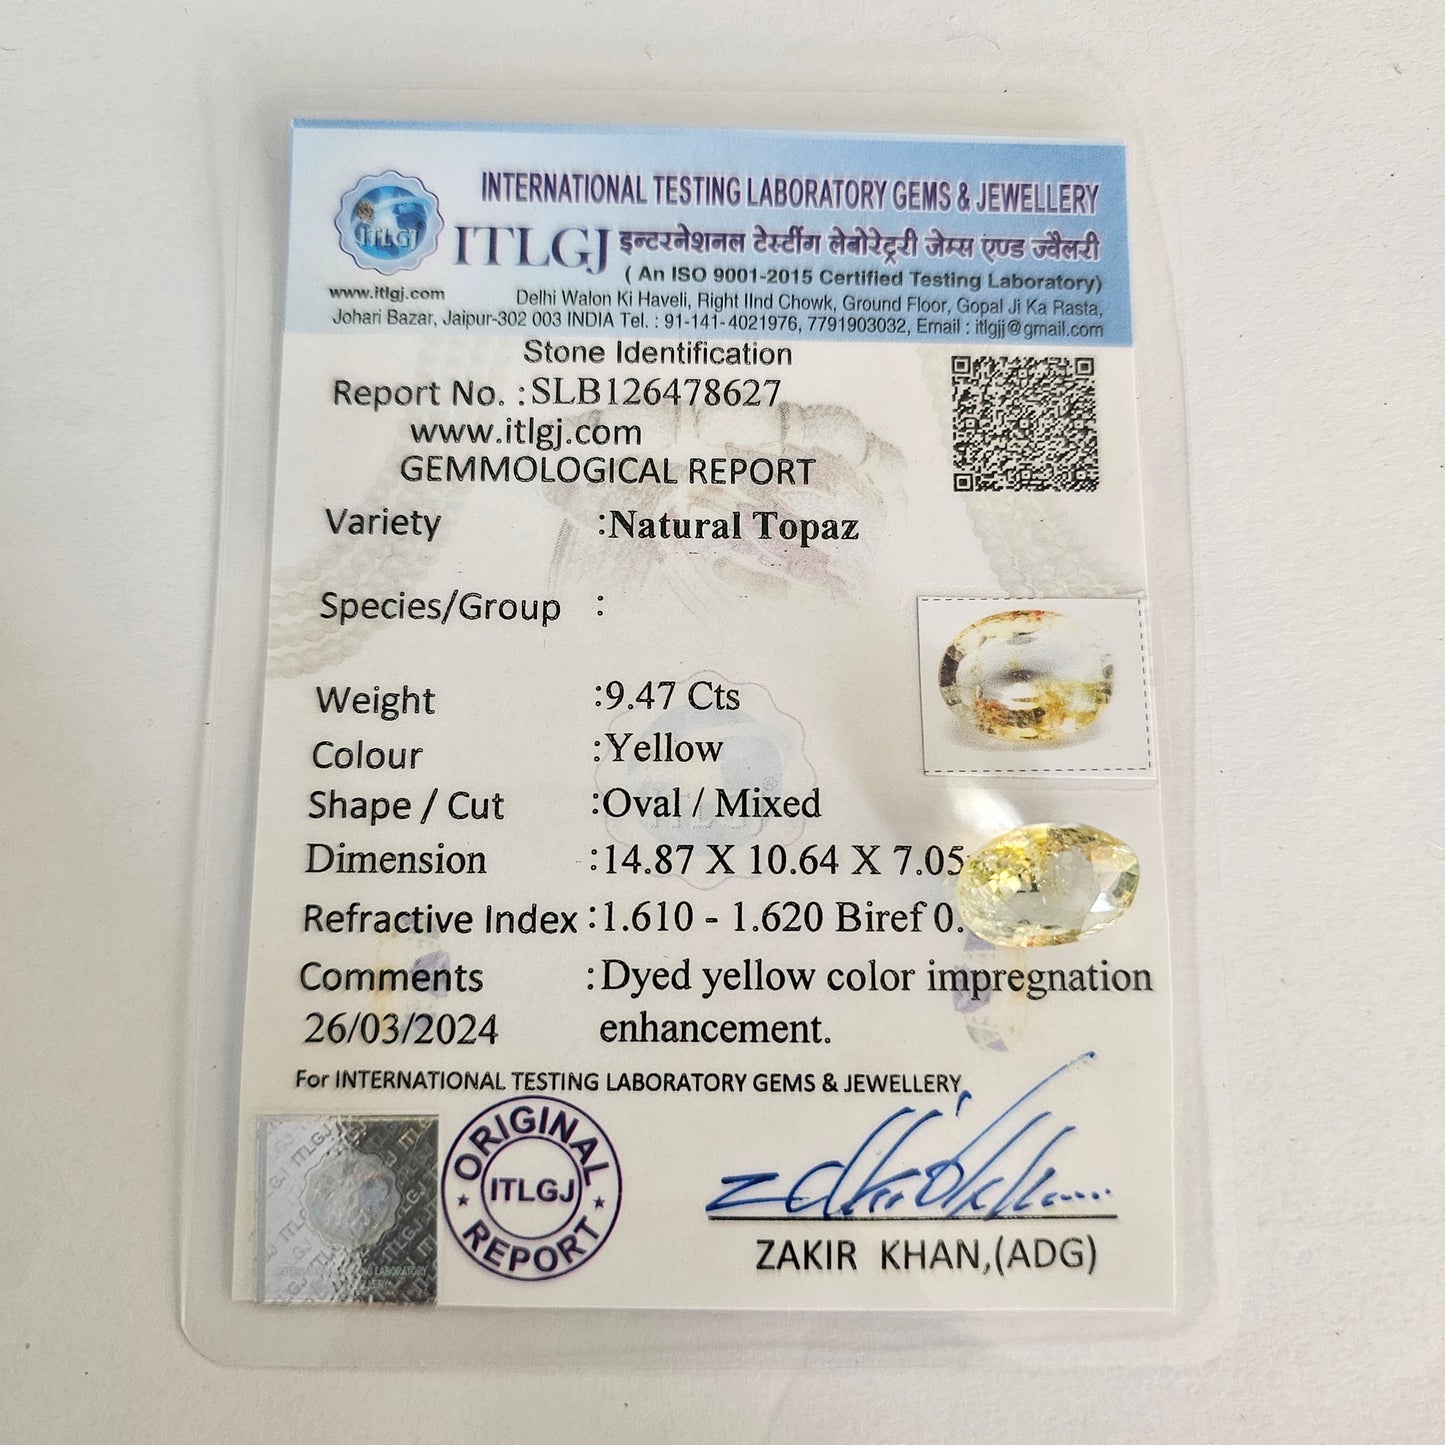 INTERNATIONAL TESTING LABORATORY GEMS & JEWELLERY
ITLGJ
ITLGJ इन्टरनेशनल टेस्टींग लेबोरेट्ररी जेम्स एण्ड ज्वैलरी
( An ISO 9001-2015 Certified Testing Laboratory)
www.itlgj.com Delhi Walon Ki Haveli, Right IInd Chowk, Ground Floor, Gopal Ji Ka Rasta,
Johari Bazar, Jaipur-302 003 INDIA Tel. : 91-141-4021976, 7791903032, Email : itlgjj@gmail.com
Stone Identification
Report No. :SLB126478627
www.itlgj.com
GEMMOLOGICAL REPORT
Variety :Natural Topaz
Species/Group :
Weight :9.47 Cts
Colour :Yellow
Shape / Cut :Oval / Mixed
Dimension :14.87 X 10.64 X 7.05
Refractive Index :1.610 - 1.620 Biref 0.
Comments :Dyed yellow color impregnation
26/03/2024 enhancement.
For INTERNATIONAL TESTING LABORATORY GEMS & JEWELLERY
ORIGINAL
ITLGJ
REPORT
ZAKIR KHAN,(ADG)